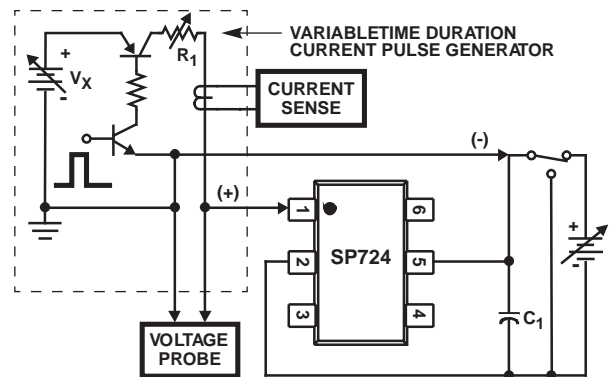 VARIABLETIME DURATION
CURRENT PULSE GENERATOR
+
R1
VX
-
CURRENT
SENSE
(-)
(+)
1
6
+
2
SP724
5
-
3
4
C1
VOLTAGE
PROBE